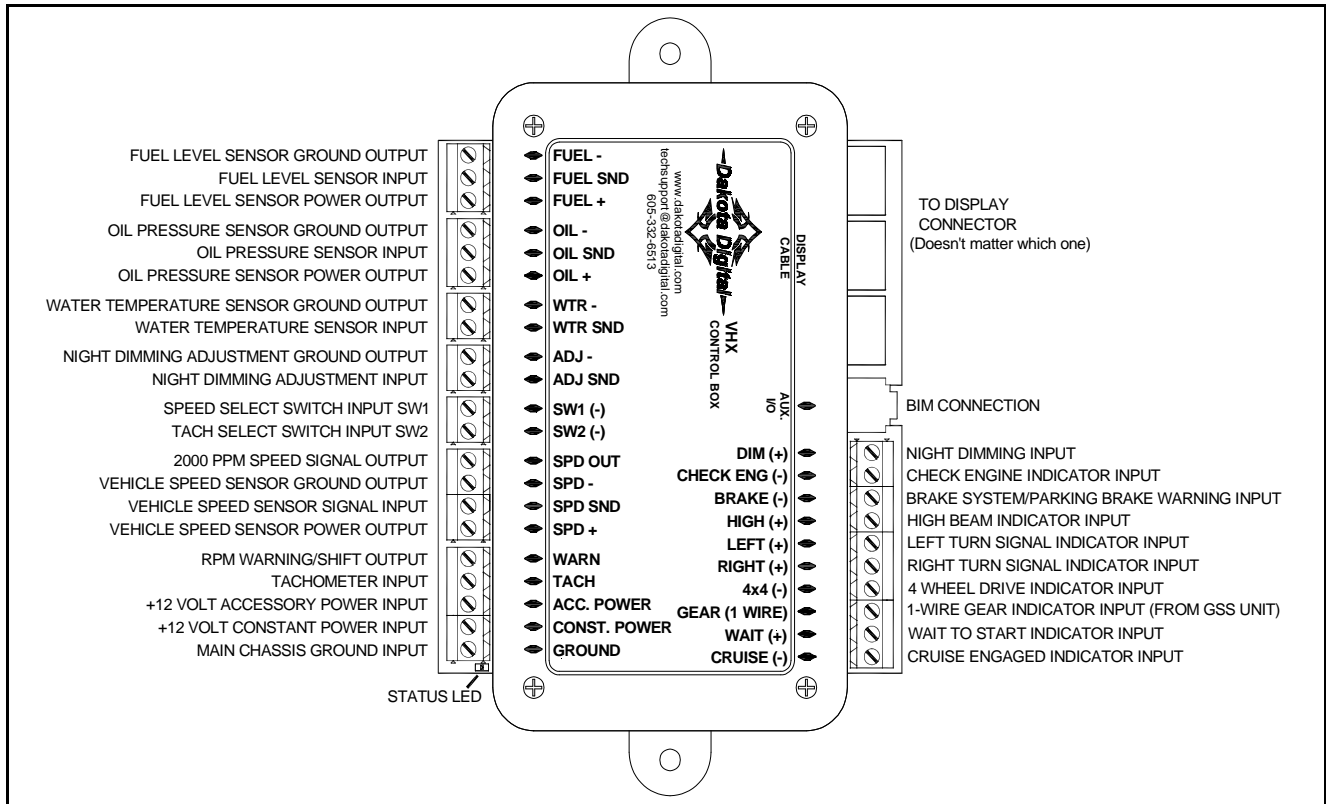 FUEL LEVEL SENSOR GROUND OUTPUT
FUEL LEVEL SENSOR INPUT
FUEL LEVEL SENSOR POWER OUTPUT
OIL PRESSURE SENSOR GROUND OUTPUT
OIL PRESSURE SENSOR INPUT
OIL PRESSURE SENSOR POWER OUTPUT
WATER TEMPERATURE SENSOR GROUND OUTPUT
WATER TEMPERATURE SENSOR INPUT
NIGHT DIMMING ADJUSTMENT GROUND OUTPUT
NIGHT DIMMING ADJUSTMENT INPUT
SPEED SELECT SWITCH INPUT SW1
TACH SELECT SWITCH INPUT SW2
2000 PPM SPEED SIGNAL OUTPUT
VEHICLE SPEED SENSOR GROUND OUTPUT
VEHICLE SPEED SENSOR SIGNAL INPUT
VEHICLE SPEED SENSOR POWER OUTPUT
RPM WARNING/SHIFT OUTPUT
TACHOMETER INPUT
+12 VOLT ACCESSORY POWER INPUT
+12 VOLT CONSTANT POWER INPUT
MAIN CHASSIS GROUND INPUT
STATUS LED
FUEL -
FUEL SND
FUEL +
OIL -
OIL SND
OIL +
WTR -
WTR SND
ADJ -
ADJ SND
SW1 (-)
SW2 (-)
SPD OUT
SPD -
SPD SND
SPD +
WARN
TACH
ACC. POWER
CONST. POWER
GROUND
DISPLAY
CABLE
Dakota Digital
www.dakotadigital.com
techsupport@dakotadigital.com
605-332-6513
VHX
CONTROL BOX
AUX.
I/O
DIM (+)
CHECK ENG (-)
BRAKE (-)
HIGH (+)
LEFT (+)
RIGHT (+)
4x4 (-)
GEAR (1 WIRE)
WAIT (+)
CRUISE (-)
TO DISPLAY
CONNECTOR
(Doesn't matter which one)
BIM CONNECTION
NIGHT DIMMING INPUT
CHECK ENGINE INDICATOR INPUT
BRAKE SYSTEM/PARKING BRAKE WARNING INPUT
HIGH BEAM INDICATOR INPUT
LEFT TURN SIGNAL INDICATOR INPUT
RIGHT TURN SIGNAL INDICATOR INPUT
4 WHEEL DRIVE INDICATOR INPUT
1-WIRE GEAR INDICATOR INPUT (FROM GSS UNIT)
WAIT TO START INDICATOR INPUT
CRUISE ENGAGED INDICATOR INPUT